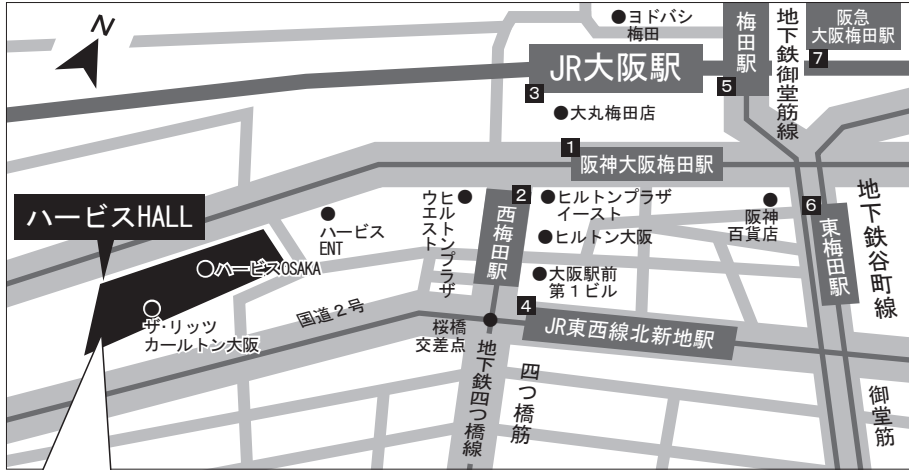 N
ヨドバシ
梅田
梅田駅
地下鉄御堂筋線
阪急
大阪梅田駅
7
JR大阪駅
3
5
大丸梅田店
1
阪神大阪梅田駅
ハービスHALL
ハービス
ENT
ヒルトンプラザ
ウエスト
2
西梅田駅
ヒルトンプラザ
イースト
ヒルトン大阪
阪神
百貨店
6
東梅田駅
地下鉄谷町線
ハービスOSAKA
ザ・リッツ
カールトン大阪
国道2号
大阪駅前
第1ビル
4
JR東西線北新地駅
桜橋
交差点
地下鉄四つ橋線
四つ橋筋
御堂筋